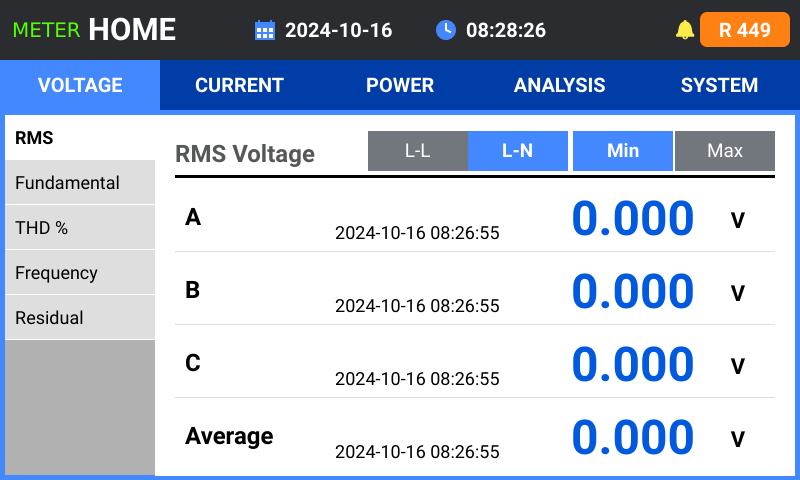 METER HOME 2024-10-16 08:28:26 R 449
VOLTAGE CURRENT POWER ANALYSIS SYSTEM
RMS
Fundamental
THD %
Frequency
Residual
RMS Voltage L-L L-N Min Max
A 2024-10-16 08:26:55 0.000 V
B 2024-10-16 08:26:55 0.000 V
C 2024-10-16 08:26:55 0.000 V
Average 2024-10-16 08:26:55 0.000 V